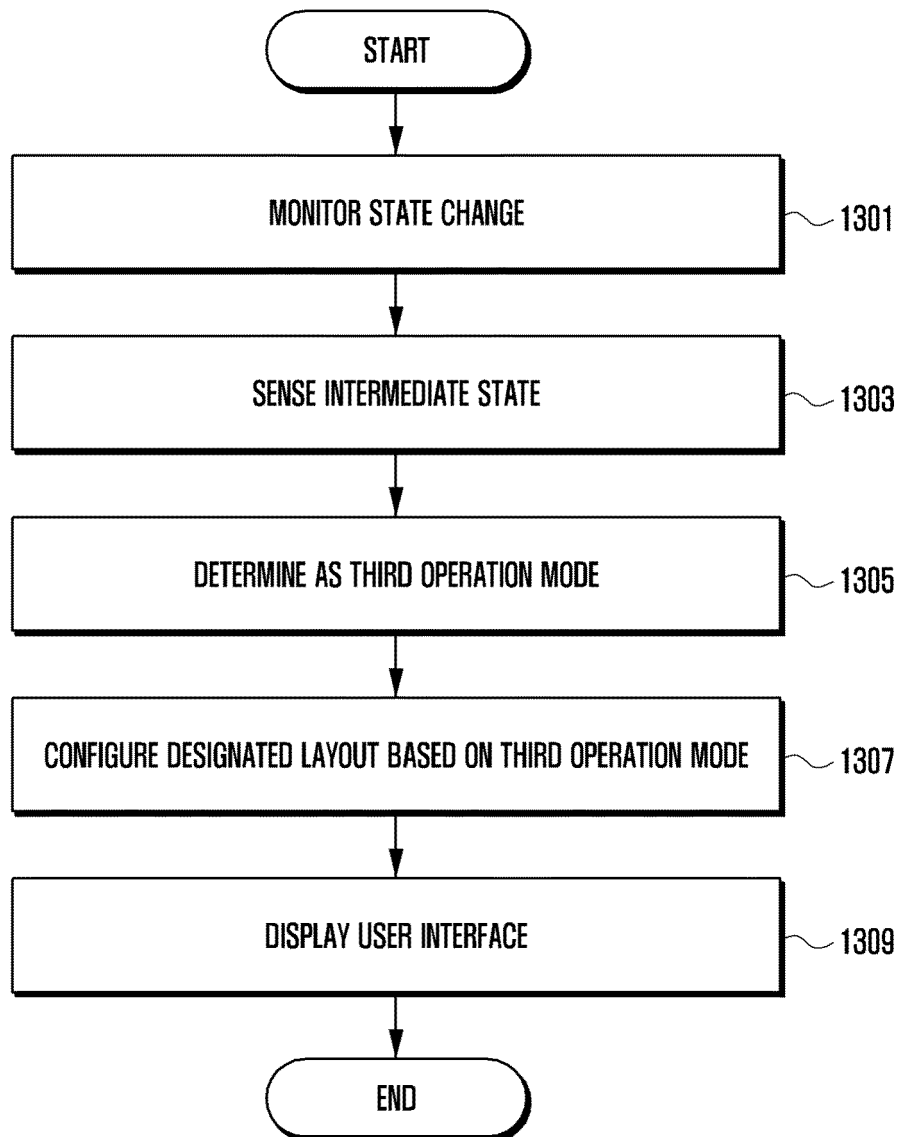 START
MONITOR STATE CHANGE
1301
SENSE INTERMEDIATE STATE
1303
DETERMINE AS THIRD OPERATION MODE
1305
CONFIGURE DESIGNATED LAYOUT BASED ON THIRD OPERATION MODE
1307
DISPLAY USER INTERFACE
1309
END